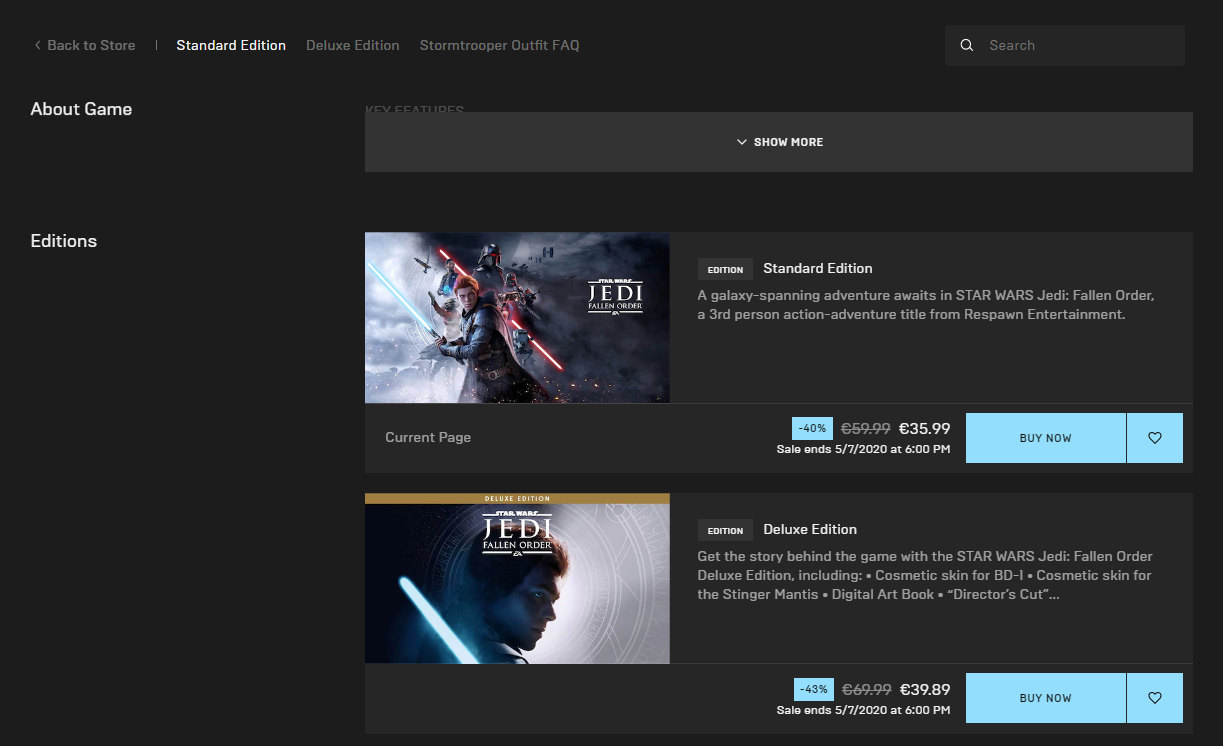 Back to Store | Standard Edition Deluxe Edition Stormtrooper Outfit FAQ Search
About Game
KEY FEATURES
SHOW MORE
Editions
STAR WARS
JEDI
FALLEN ORDER
EA
EDITION Standard Edition
A galaxy-spanning adventure awaits in STAR WARS Jedi: Fallen Order,
a 3rd person action-adventure title from Respawn Entertainment.
Current Page
-40% €59.99 €35.99
Sale ends 5/7/2020 at 6:00 PM
BUY NOW
DELUXE EDITION
STAR WARS
JEDI
FALLEN ORDER
EA
EDITION Deluxe Edition
Get the story behind the game with the STAR WARS Jedi: Fallen Order
Deluxe Edition, including: • Cosmetic skin for BD-1 • Cosmetic skin for
the Stinger Mantis • Digital Art Book • “Director’s Cut”...
-43% €69.99 €39.89
Sale ends 5/7/2020 at 6:00 PM
BUY NOW